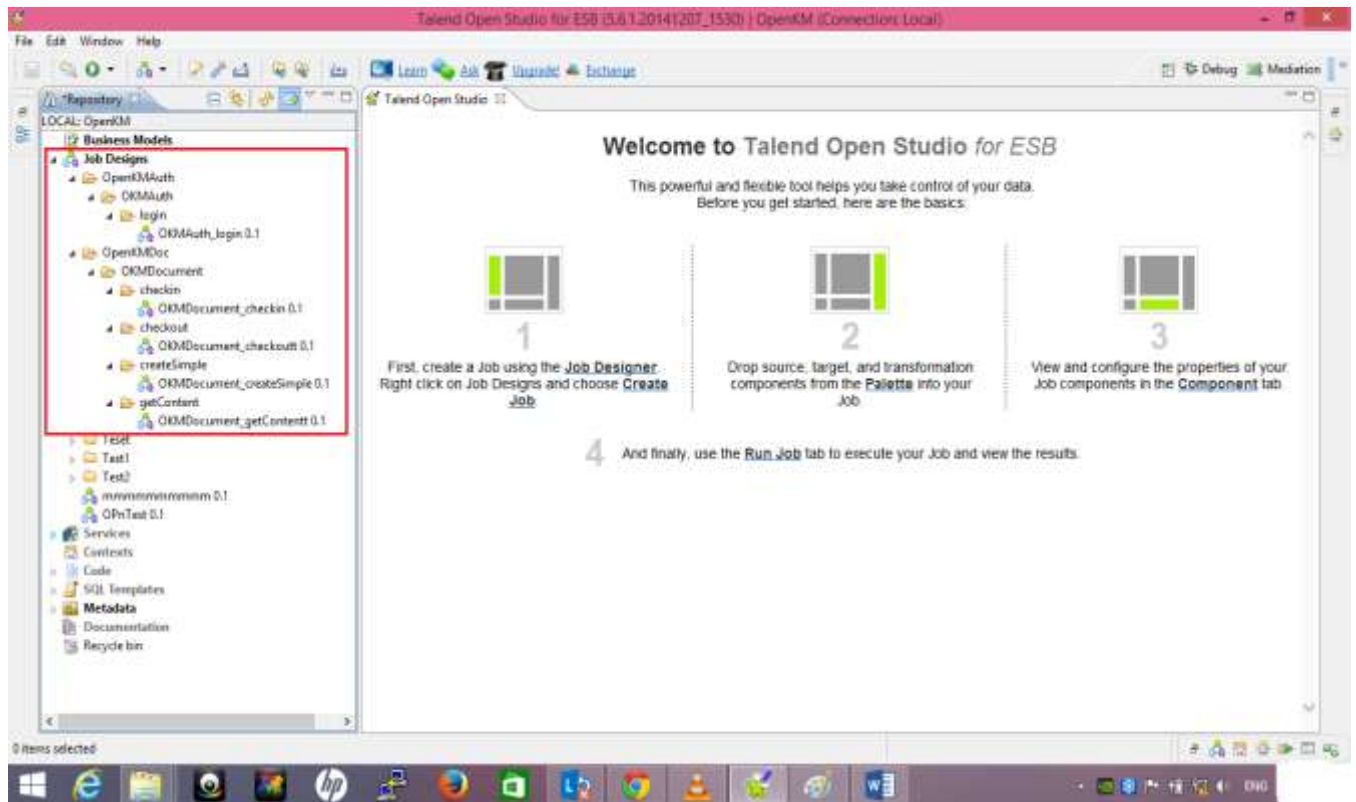 Talend Open Studio for ESB (5.6.1.20141207_1530) | OpenKM (Connection: Local)
File Edit Window Help
Learn Ask Upgrade! Exchange
Debug Mediation
*Repository
Talend Open Studio
LOCAL: OpenKM
Business Models
Job Designs
OpenKMAuth
OKMAuth
login
OKMAuth_login 0.1
OpenKMDoc
OKMDocument
checkin
OKMDocument_checkin 0.1
checkout
OKMDocument_checkoutt 0.1
createSimple
OKMDocument_createSimple 0.1
getContent
OKMDocument_getContentt 0.1
Teset
Test1
Test2
OPnTest 0.1
Services
Contexts
Code
SQL Templates
Metadata
Documentation
Recycle bin
Welcome to Talend Open Studio for ESB
This powerful and flexible tool helps you take control of your data.
Before you get started, here are the basics:
1
First, create a Job using the Job Designer.
Right click on Job Designs and choose Create
Job
2
Drop source, target, and transformation
components from the Palette into your
Job
3
View and configure the properties of your
Job components in the Component tab
4 And finally, use the Run Job tab to execute your Job and view the results.
0 items selected
ENG